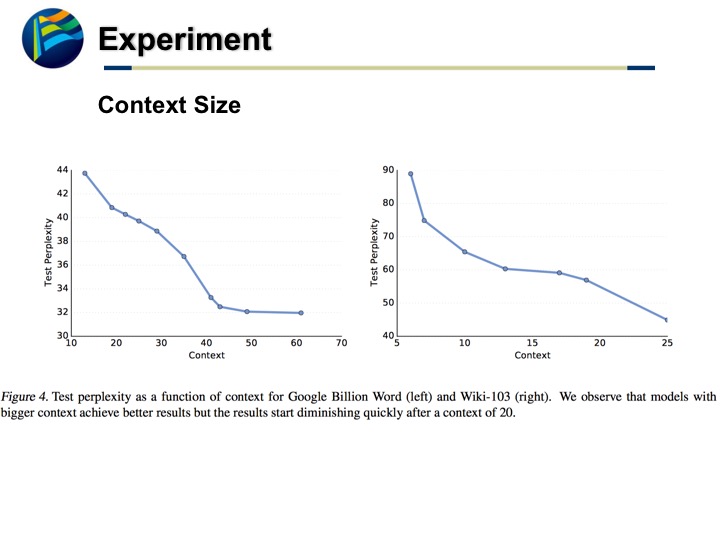 Experiment
Context Size
44
42
40
38
36
34
32
30
Test Perplexity
10 20 30 40 50 60 70
Context
90
80
70
60
50
40
Test Perplexity
5 10 15 20 25
Context
Figure 4. Test perplexity as a function of context for Google Billion Word (left) and Wiki-103 (right). We observe that models with
bigger context achieve better results but the results start diminishing quickly after a context of 20.